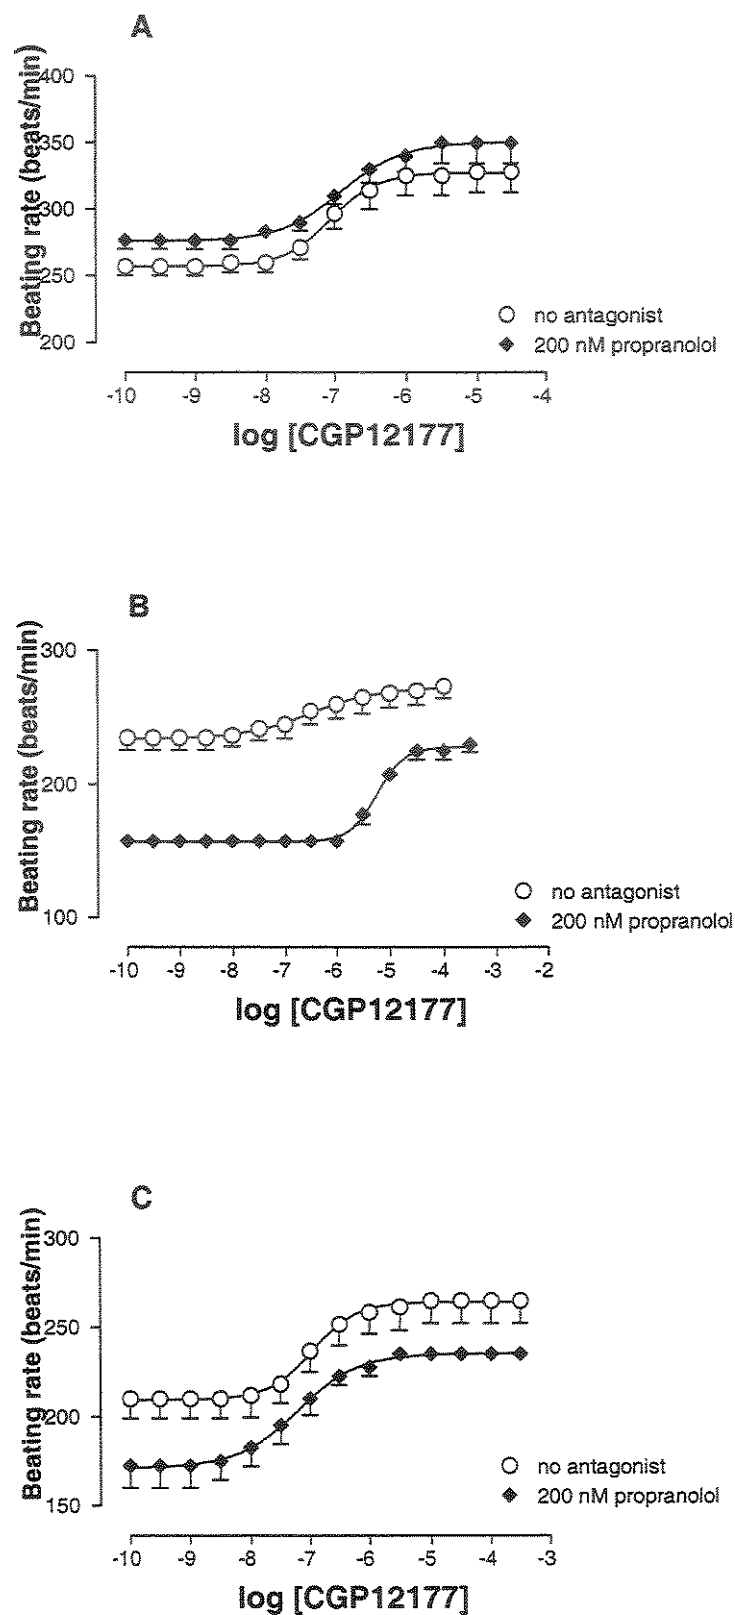 A
Beating rate (beats/min)
400
350
300
250
200
no antagonist
200 nM propranolol
-10 -9 -8 -7 -6 -5 -4
log [CGP12177]
B
Beating rate (beats/min)
300
200
100
no antagonist
200 nM propranolol
-10 -9 -8 -7 -6 -5 -4 -3 -2
log [CGP12177]
C
Beating rate (beats/min)
300
250
200
150
no antagonist
200 nM propranolol
-10 -9 -8 -7 -6 -5 -4 -3
log [CGP12177]